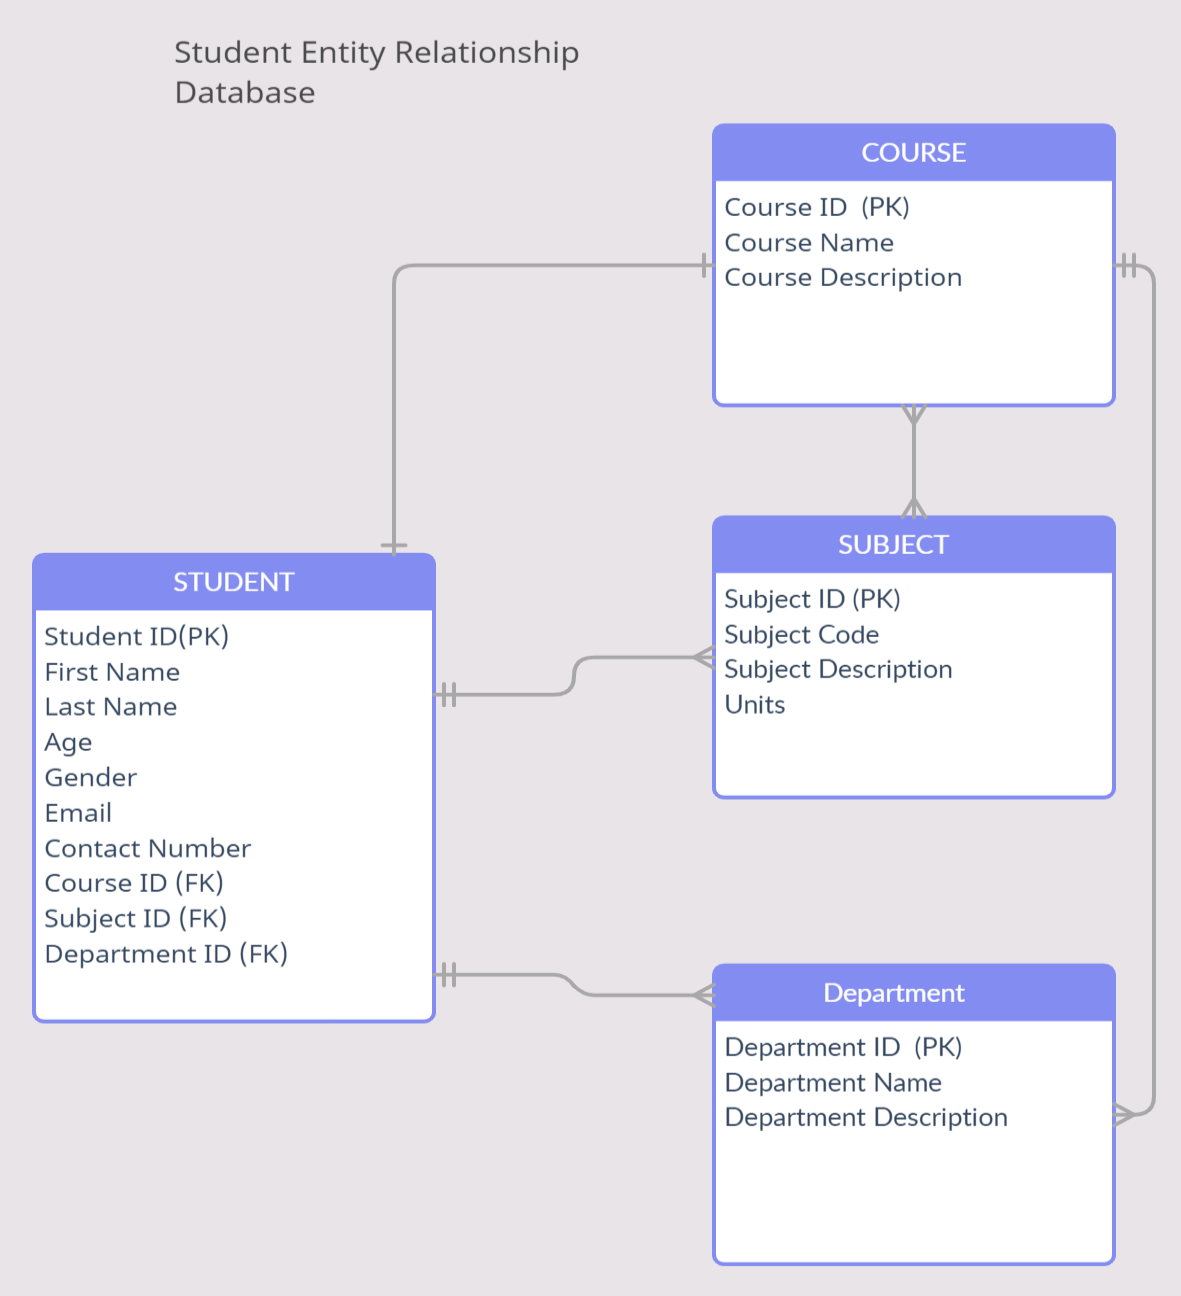 Student Entity Relationship
Database
COURSE
Course ID  (PK)
Course Name
Course Description
SUBJECT
Subject ID (PK)
Subject Code
Subject Description
Units
STUDENT
Student ID(PK)
First Name
Last Name
Age
Gender
Email
Contact Number
Course ID (FK)
Subject ID (FK)
Department ID (FK)
Department
Department ID  (PK)
Department Name
Department Description